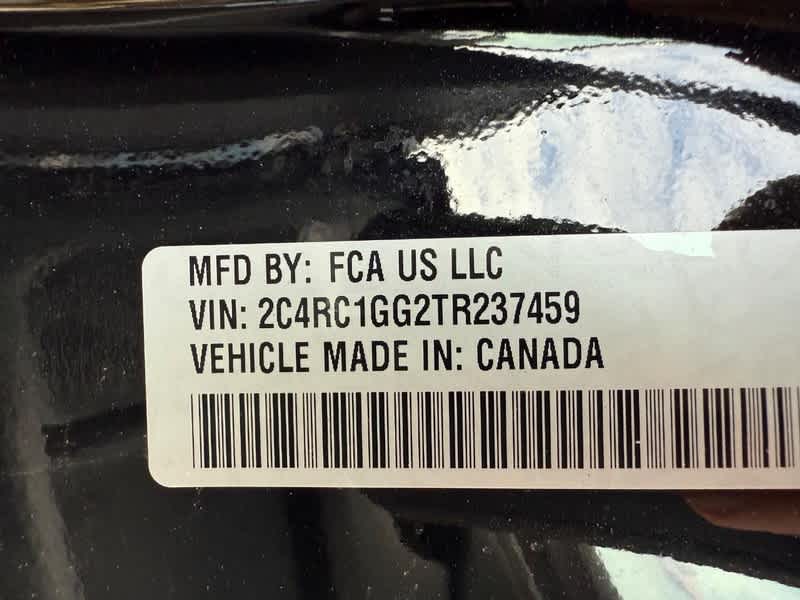 MFD BY: FCA US LLC
VIN: 2C4RC1GG2TR237459
VEHICLE MADE IN: CANADA